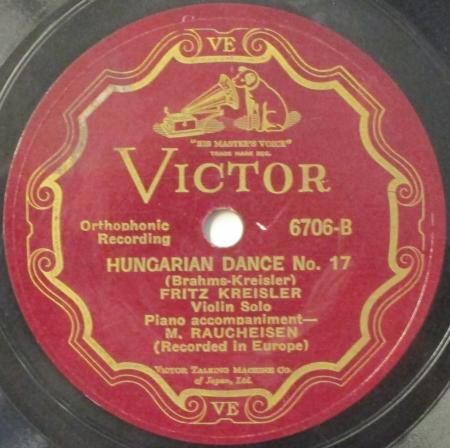 VE
"HIS MASTER'S VOICE"
TRADE MARK REG.
VICTOR
Orthophonic
Recording
6706-B
HUNGARIAN DANCE No. 17
(Brahms-Kreisler)
FRITZ KREISLER
Violin Solo
Piano accompaniment—
M. RAUCHEISEN
(Recorded in Europe)
VICTOR TALKING MACHINE CO.
of Japan, Ltd.
VE